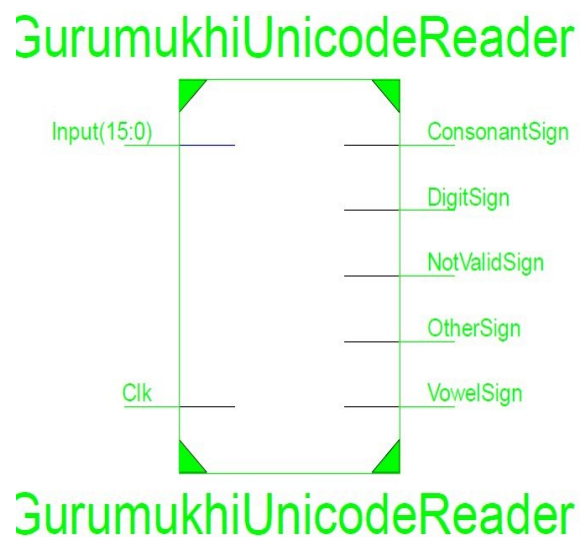 GurumukhiUnicodeReader
Input(15:0)
ConsonantSign
DigitSign
NotValidSign
OtherSign
Clk
VowelSign
GurumukhiUnicodeReader